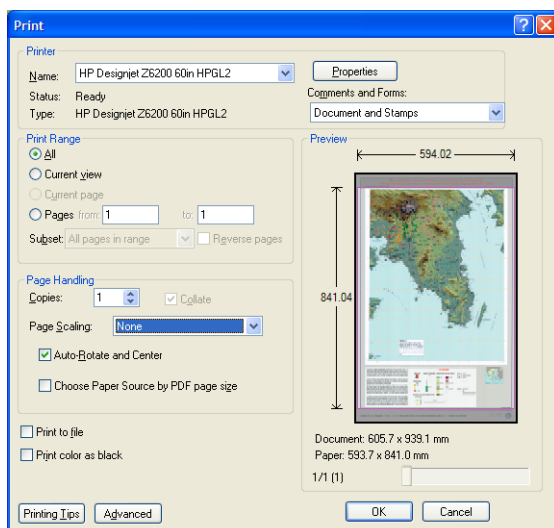 Print
Printer
Name: HP Designjet Z6200 60in HPGL2
Properties
Status: Ready
Type: HP Designjet Z6200 60in HPGL2
Comments and Forms:
Document and Stamps
Print Range
All
Current view
Current page
Pages from: 1 to: 1
Subset: All pages in range Reverse pages
Page Handling
Copies: 1 Collate
Page Scaling: None
Auto-Rotate and Center
Choose Paper Source by PDF page size
Print to file
Print color as black
Preview
594.02
841.04
Document: 605.7 x 939.1 mm
Paper: 593.7 x 841.0 mm
1/1 (1)
Printing Tips
Advanced
OK
Cancel